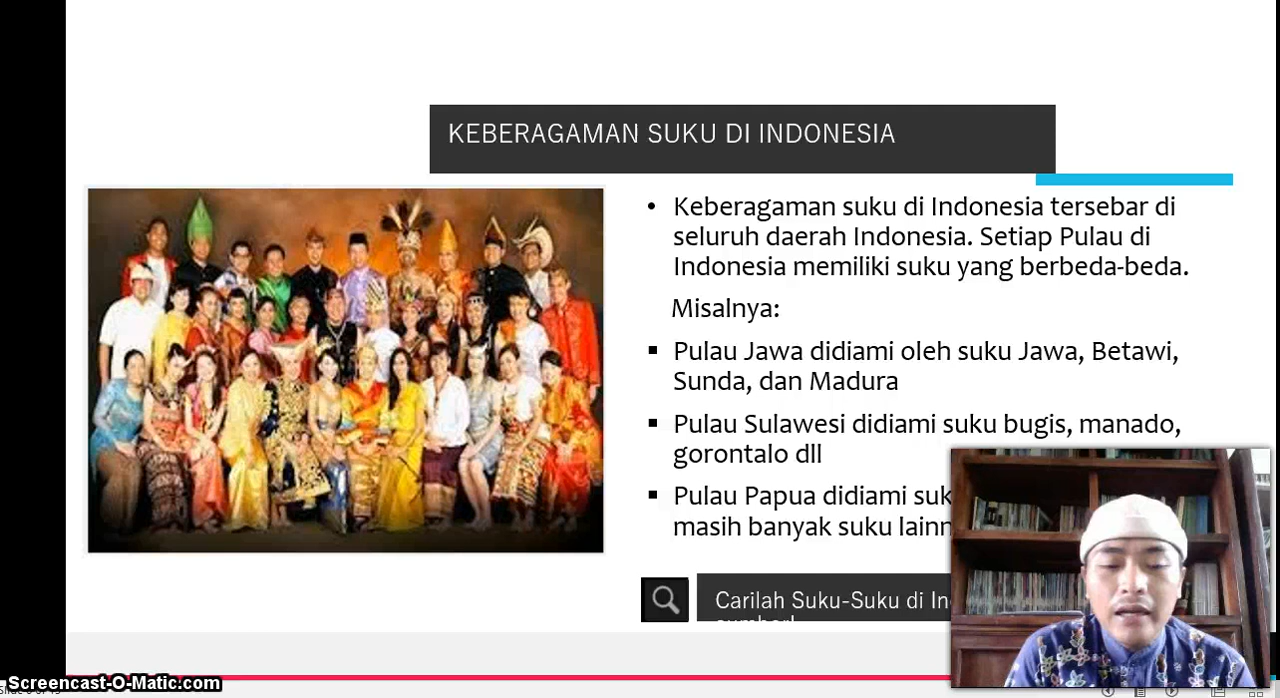 KEBERAGAMAN SUKU DI INDONESIA
• Keberagaman suku di Indonesia tersebar di
seluruh daerah Indonesia. Setiap Pulau di
Indonesia memiliki suku yang berbeda-beda.
Misalnya:
▪ Pulau Jawa didiami oleh suku Jawa, Betawi,
Sunda, dan Madura
▪ Pulau Sulawesi didiami suku bugis, manado,
gorontalo dll
▪ Pulau Papua didiami suk
masih banyak suku lainn
Carilah Suku-Suku di In
Screencast-O-Matic.com